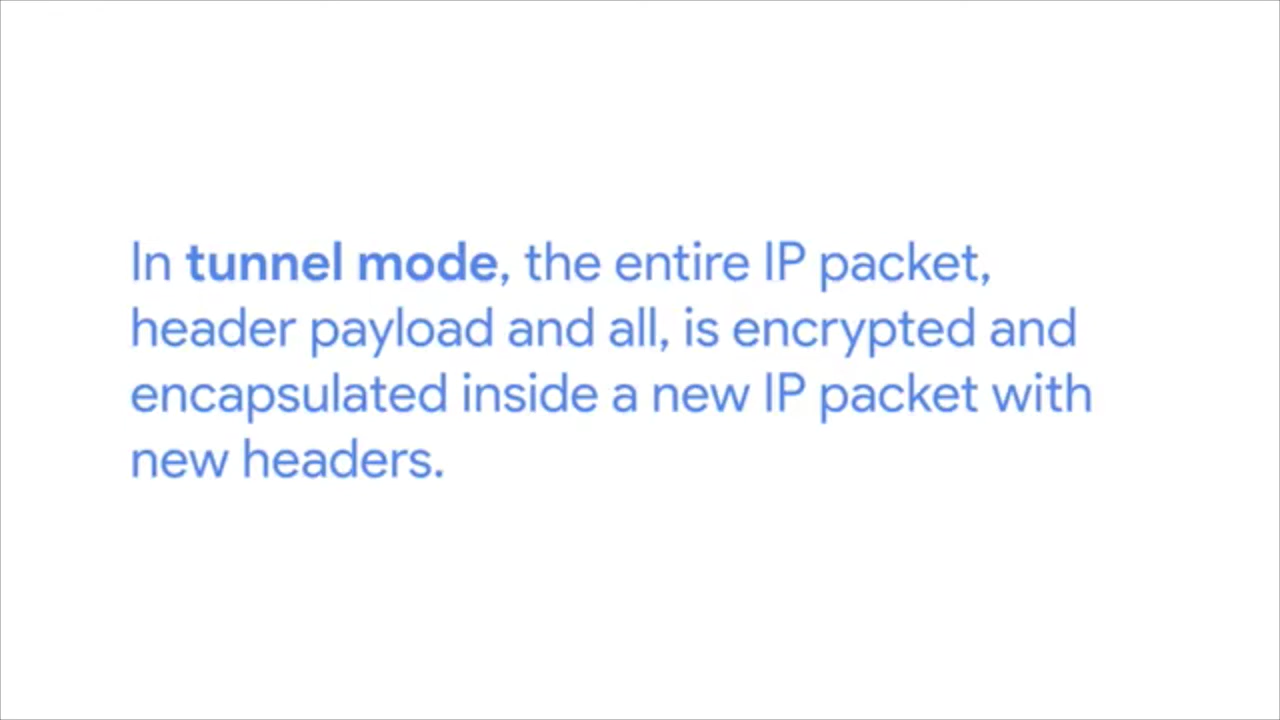 In tunnel mode, the entire IP packet,
header payload and all, is encrypted and
encapsulated inside a new IP packet with
new headers.